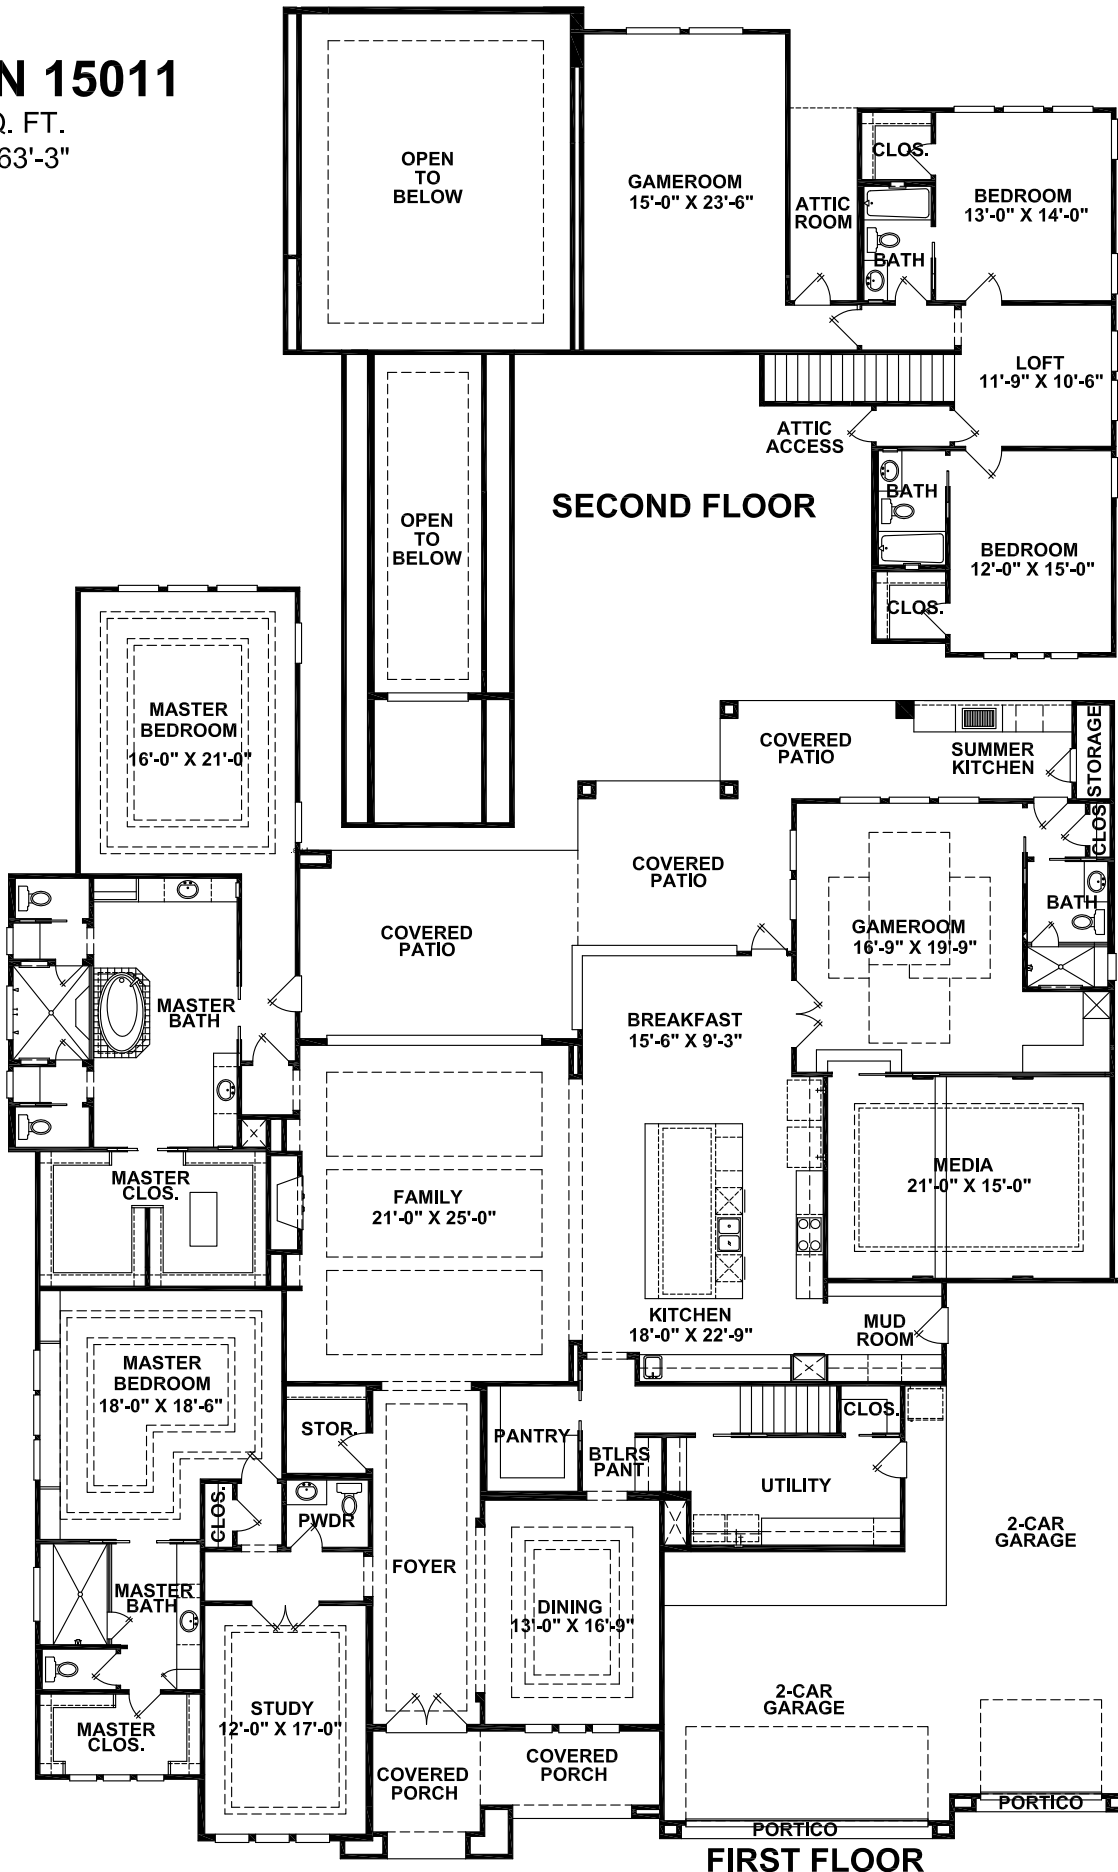 N 15011
Q. FT.
63'-3"
OPEN
TO
BELOW
GAMEROOM
15'-0" X 23'-6"
ATTIC
ROOM
CLOS.
BATH
BEDROOM
13'-0" X 14'-0"
LOFT
11'-9" X 10'-6"
ATTIC
ACCESS
BATH
BEDROOM
12'-0" X 15'-0"
CLOS.
OPEN
TO
BELOW
SECOND FLOOR
MASTER
BEDROOM
16'-0" X 21'-0"
COVERED
PATIO
SUMMER
KITCHEN
STORAGE
CLOS
COVERED
PATIO
BATH
GAMEROOM
16'-9" X 19'-9"
COVERED
PATIO
MASTER
BATH
BREAKFAST
15'-6" X 9'-3"
MASTER
CLOS.
FAMILY
21'-0" X 25'-0"
MEDIA
21'-0" X 15'-0"
KITCHEN
18'-0" X 22'-9"
MUD
ROOM
MASTER
BEDROOM
18'-0" X 18'-6"
STOR.
PANTRY
BTLRS
PANT
CLOS.
UTILITY
CLOS.
PWDR
FOYER
2-CAR
GARAGE
MASTER
BATH
DINING
13'-0" X 16'-9"
STUDY
12'-0" X 17'-0"
2-CAR
GARAGE
MASTER
CLOS.
COVERED
PORCH
COVERED
PORCH
PORTICO
PORTICO
FIRST FLOOR